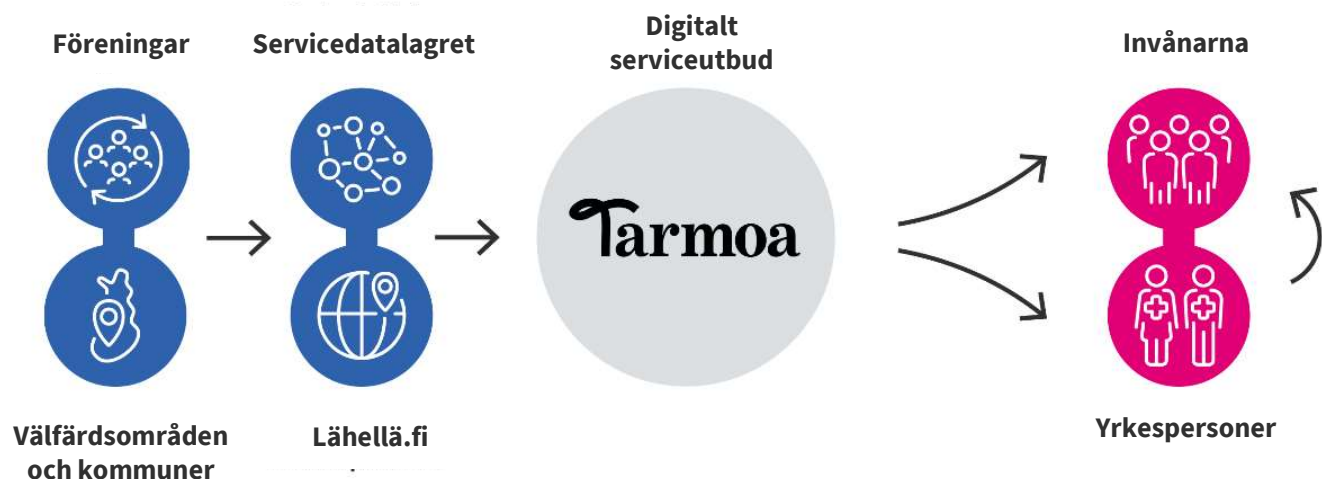 Föreningar
Servicedatalagret
Digitalt
serviceutbud
Invånarna
Tarmoa
Välfärdsområden
och kommuner
Lähellä.fi
Yrkespersoner